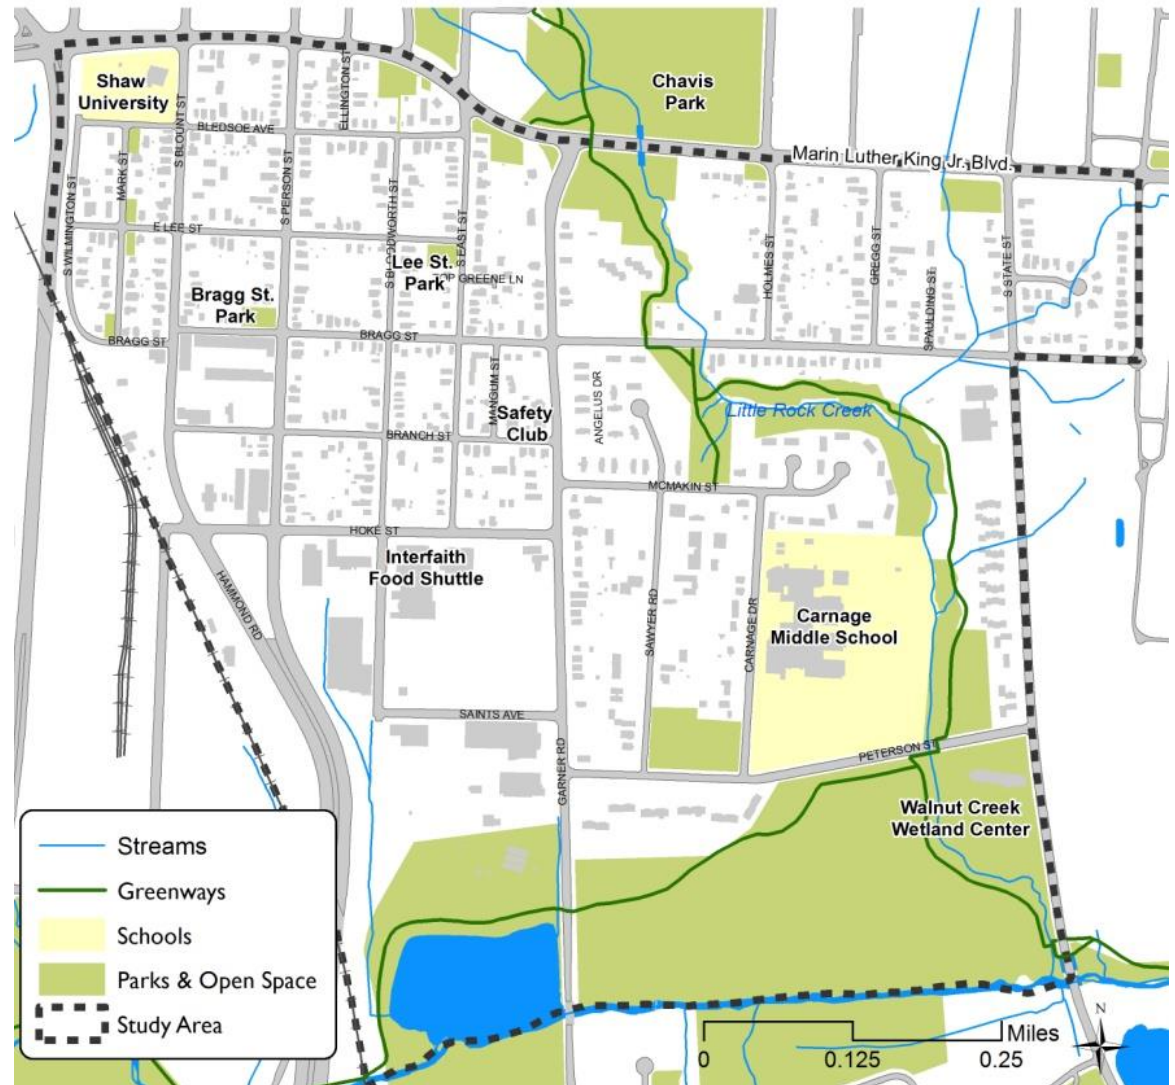 Shaw
University
Chavis
Park
ELLINGTON ST
S BLOUNT ST
BLEDSOE AVE
Marin Luther King Jr. Blvd.
MARK ST
S PERSON ST
S WILMINGTON ST
S BLOODWORTH ST
S EAST ST
E LEE ST
HOLMES ST
GREGG ST
S STATE ST
Lee St.
Park
TOP GREENE LN
Bragg St.
Park
SPAULDING ST
BRAGG ST
BRAGG ST
MANGUM ST
ANGELUS DR
Safety
Club
Little Rock Creek
BRANCH ST
MCMAKIN ST
HOKE ST
Interfaith
Food Shuttle
HAMMOND RD
SAWYER RD
CARNAGE DR
Carnage
Middle School
SAINTS AVE
GARNER RD
PETERSON ST
Walnut Creek
Wetland Center
Streams
Greenways
Schools
Parks & Open Space
Study Area
Miles
0 0.125 0.25
N